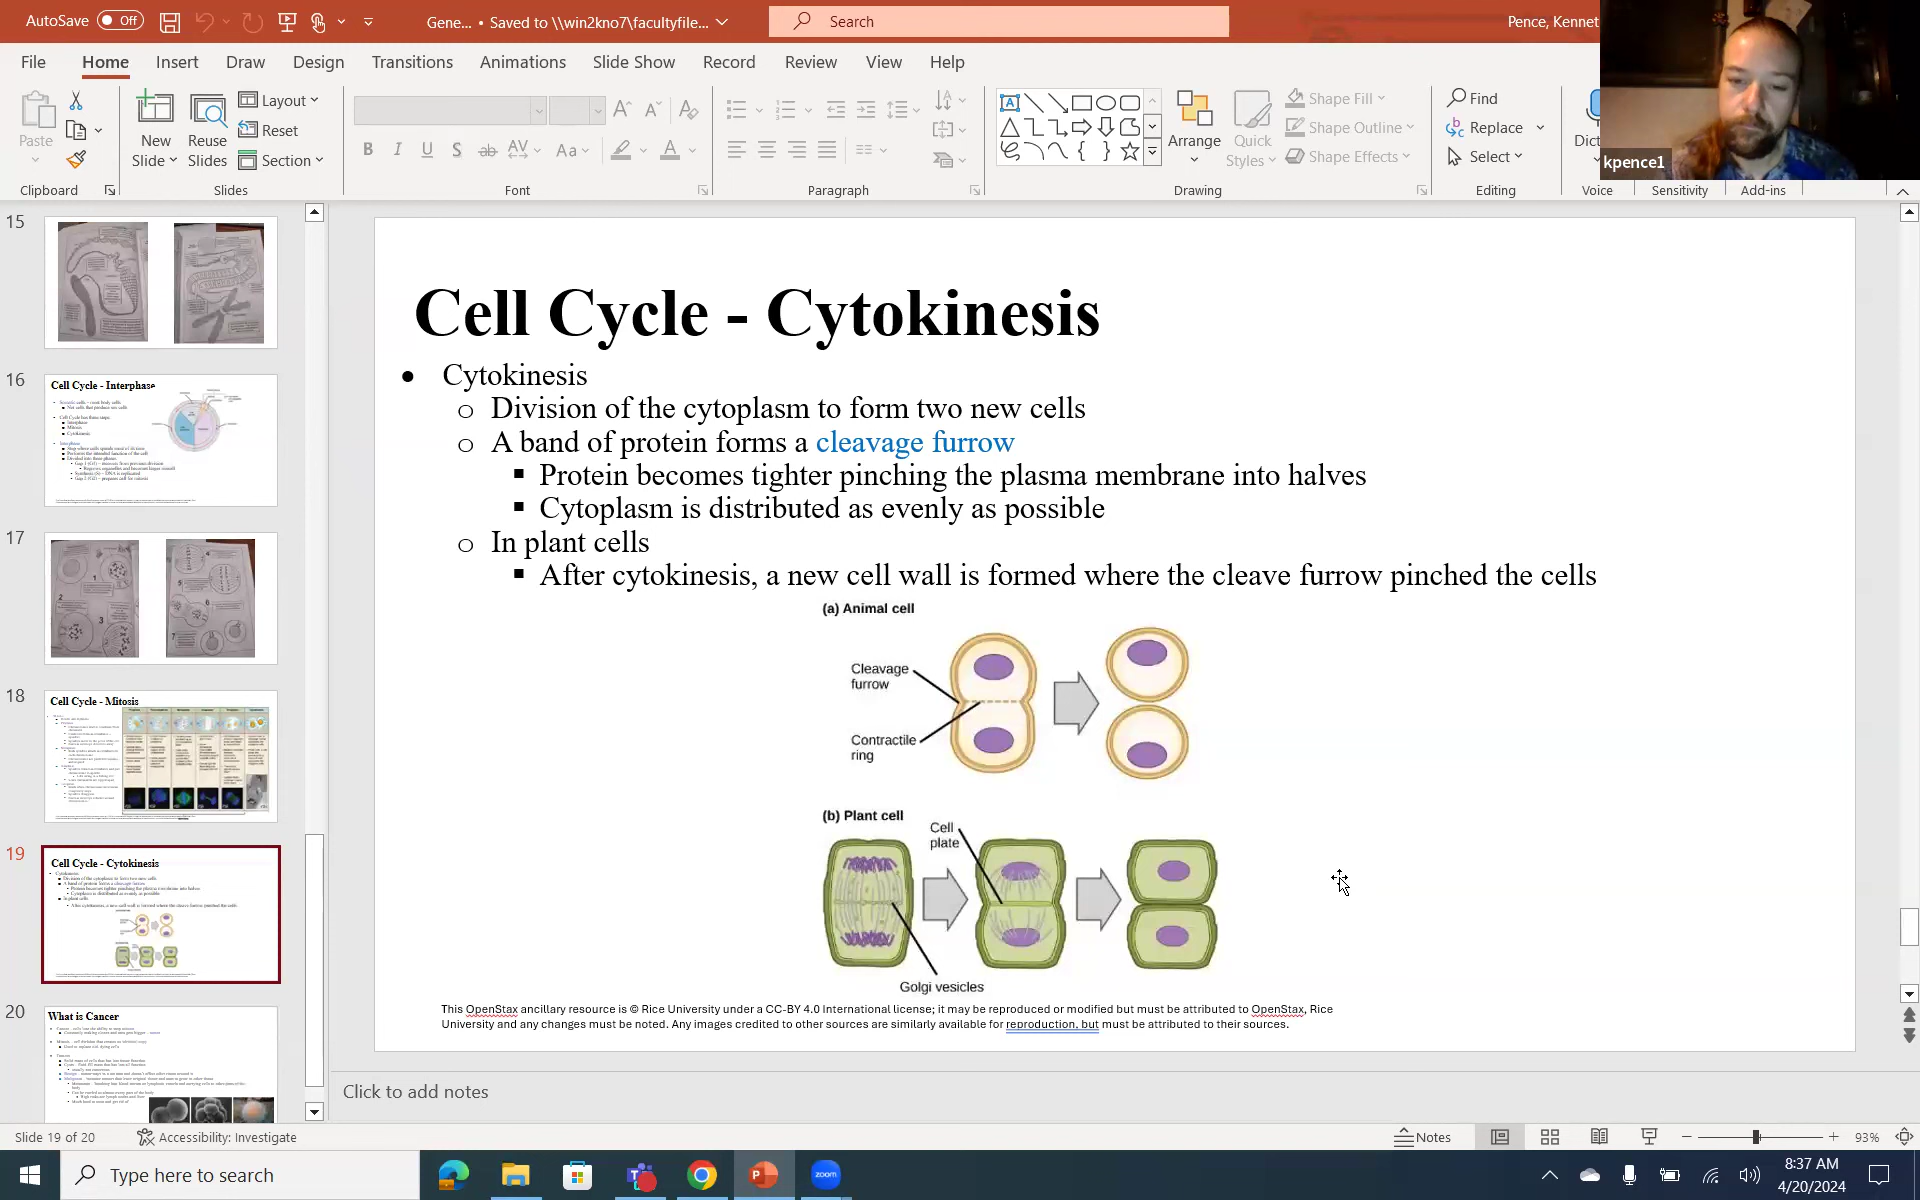 AutoSave Off Gene... • Saved to \\win2kno7\facultyfile... Search Pence, Kennet
File Home Insert Draw Design Transitions Animations Slide Show Record Review View Help
Paste
New
Slide
Reuse
Slides
Layout
Reset
Section
B I U S ab AV Aa A
Arrange
Quick
Styles
Shape Fill
Shape Outline
Shape Effects
Find
Replace
Select
Dict
kpence1
Clipboard Slides Font Paragraph Drawing Editing Voice Sensitivity Add-ins
15
16
Cell Cycle - Interphase
17
18
Cell Cycle - Mitosis
19
Cell Cycle - Cytokinesis
20
What is Cancer
Cell Cycle - Cytokinesis
• Cytokinesis
o Division of the cytoplasm to form two new cells
o A band of protein forms a cleavage furrow
▪ Protein becomes tighter pinching the plasma membrane into halves
▪ Cytoplasm is distributed as evenly as possible
o In plant cells
▪ After cytokinesis, a new cell wall is formed where the cleave furrow pinched the cells
(a) Animal cell
Cleavage
furrow
Contractile
ring
(b) Plant cell
Cell
plate
Golgi vesicles
This OpenStax ancillary resource is © Rice University under a CC-BY 4.0 International license; it may be reproduced or modified but must be attributed to OpenStax, Rice
University and any changes must be noted. Any images credited to other sources are similarly available for reproduction, but must be attributed to their sources.
Click to add notes
Slide 19 of 20 Accessibility: Investigate Notes 93%
Type here to search
zoom
8:37 AM
4/20/2024